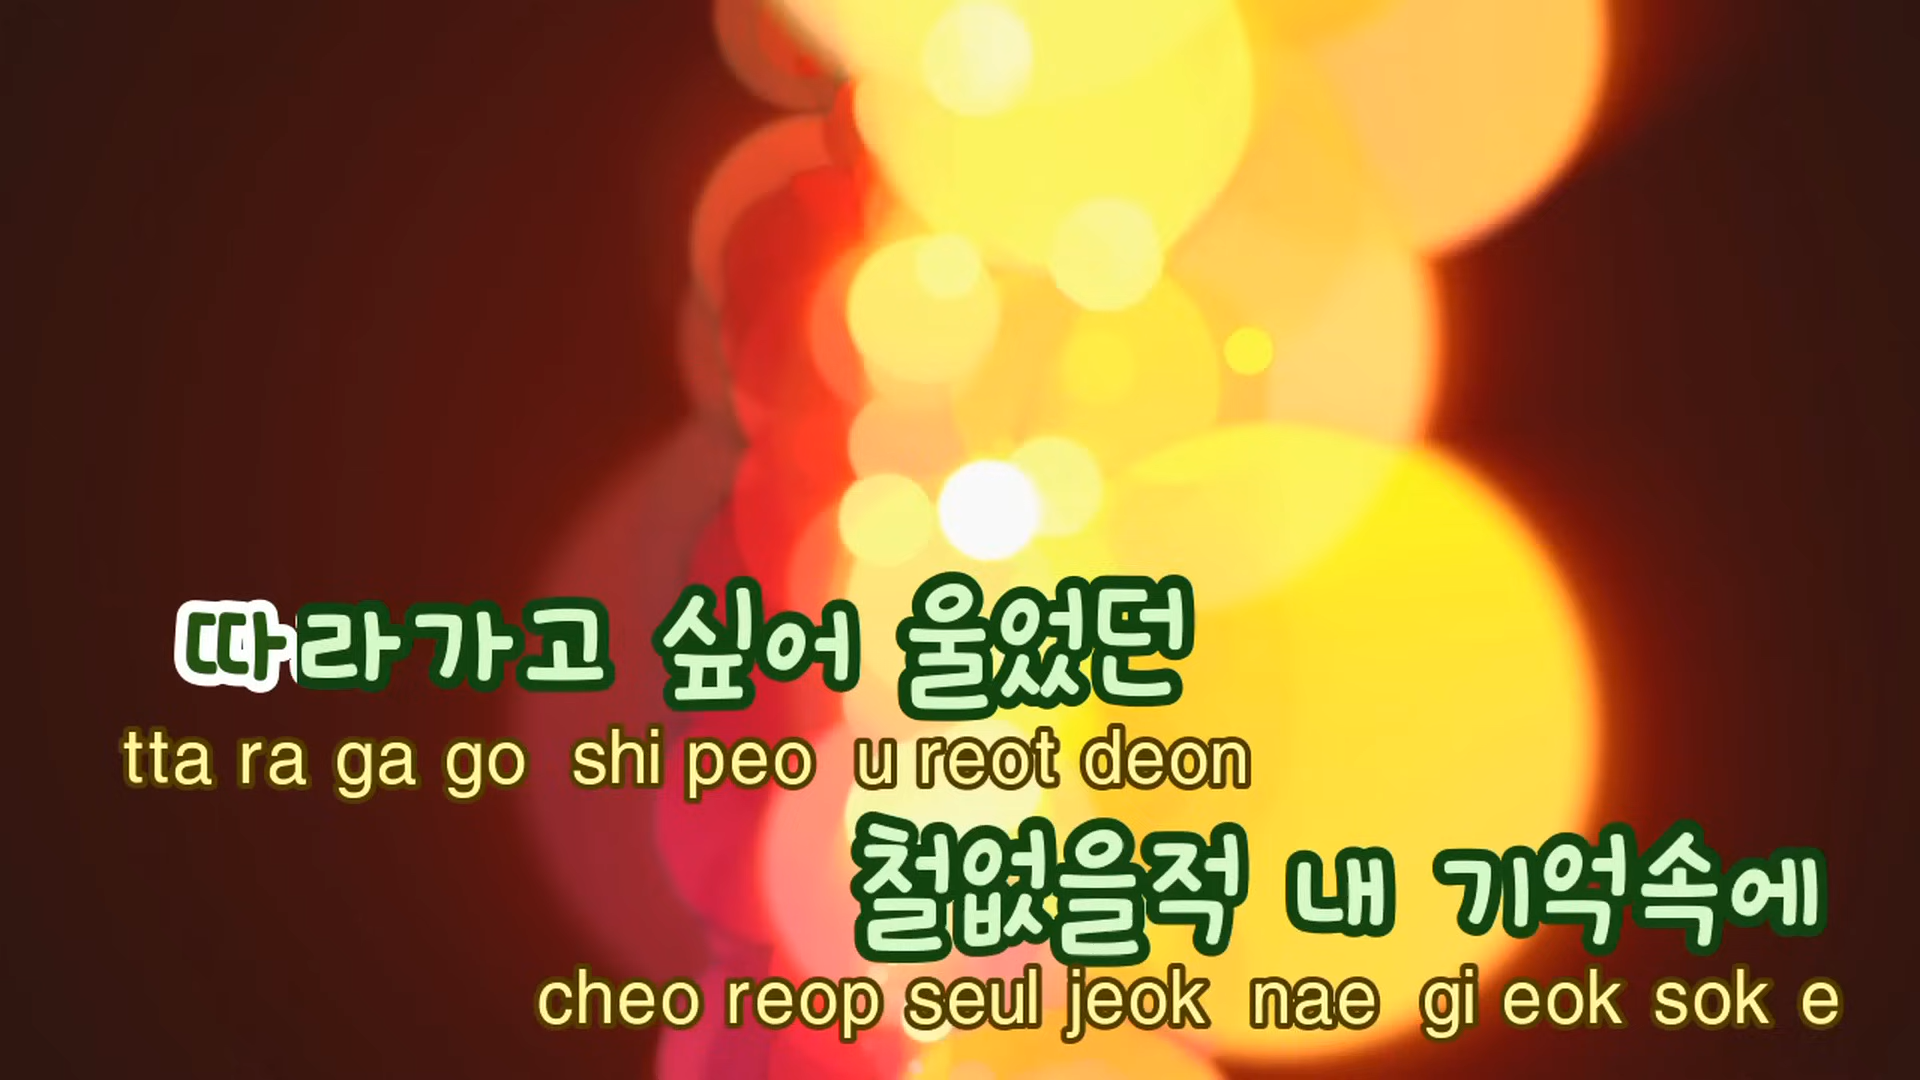 따라가고 싶어 울었던
tta ra ga go shi peo u reot deon
철없을적 내 기억속에
cheo reop seul jeok nae gi eok sok e